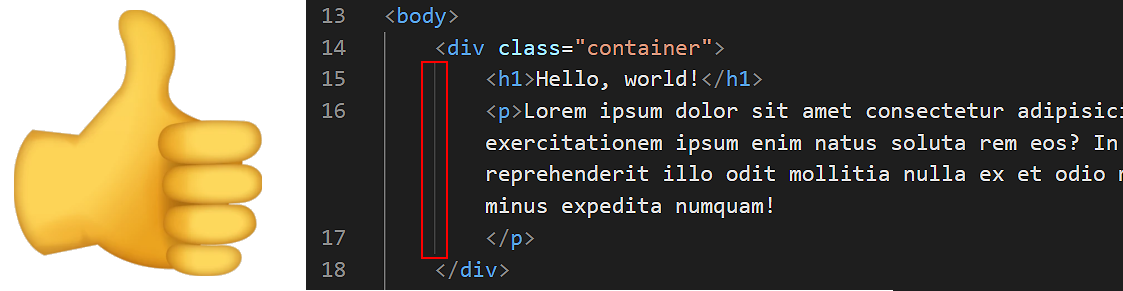 13 <body>
14 <div class="container">
15 <h1>Hello, world!</h1>
16 <p>Lorem ipsum dolor sit amet consectetur adipisici
exercitationem ipsum enim natus soluta rem eos? In
reprehenderit illo odit mollitia nulla ex et odio
minus expedita numquam!
17 </p>
18 </div>